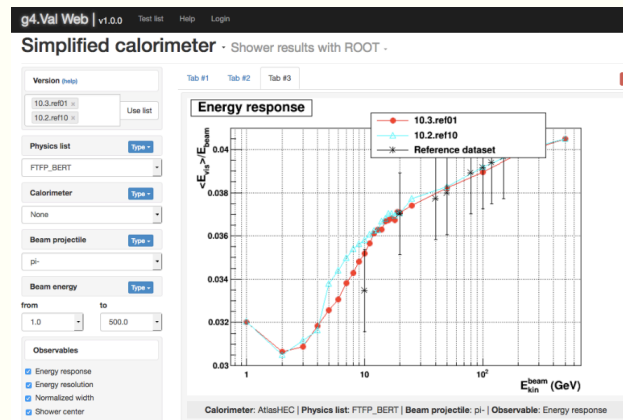 g4.Val Web | v1.0.0 Test list Help Login
Simplified calorimeter · Shower results with ROOT ·
Version (help)
10.3.ref01 ×
10.2.ref10 ×
Use list
Physics list Type
FTFP_BERT
Calorimeter Type
None
Beam projectile Type
pi-
Beam energy Type
from to
1.0 500.0
Observables
Energy response
Energy resolution
Normalized width
Shower center
Tab #1 Tab #2 Tab #3
Energy response
10.3.ref01
10.2.ref10
Reference dataset
<E_vis>/E_beam
0.04
0.038
0.036
0.034
0.032
0.03
1 10 10²
E^beam_kin (GeV)
Calorimeter: AtlasHEC | Physics list: FTFP_BERT | Beam projectile: pi- | Observable: Energy response